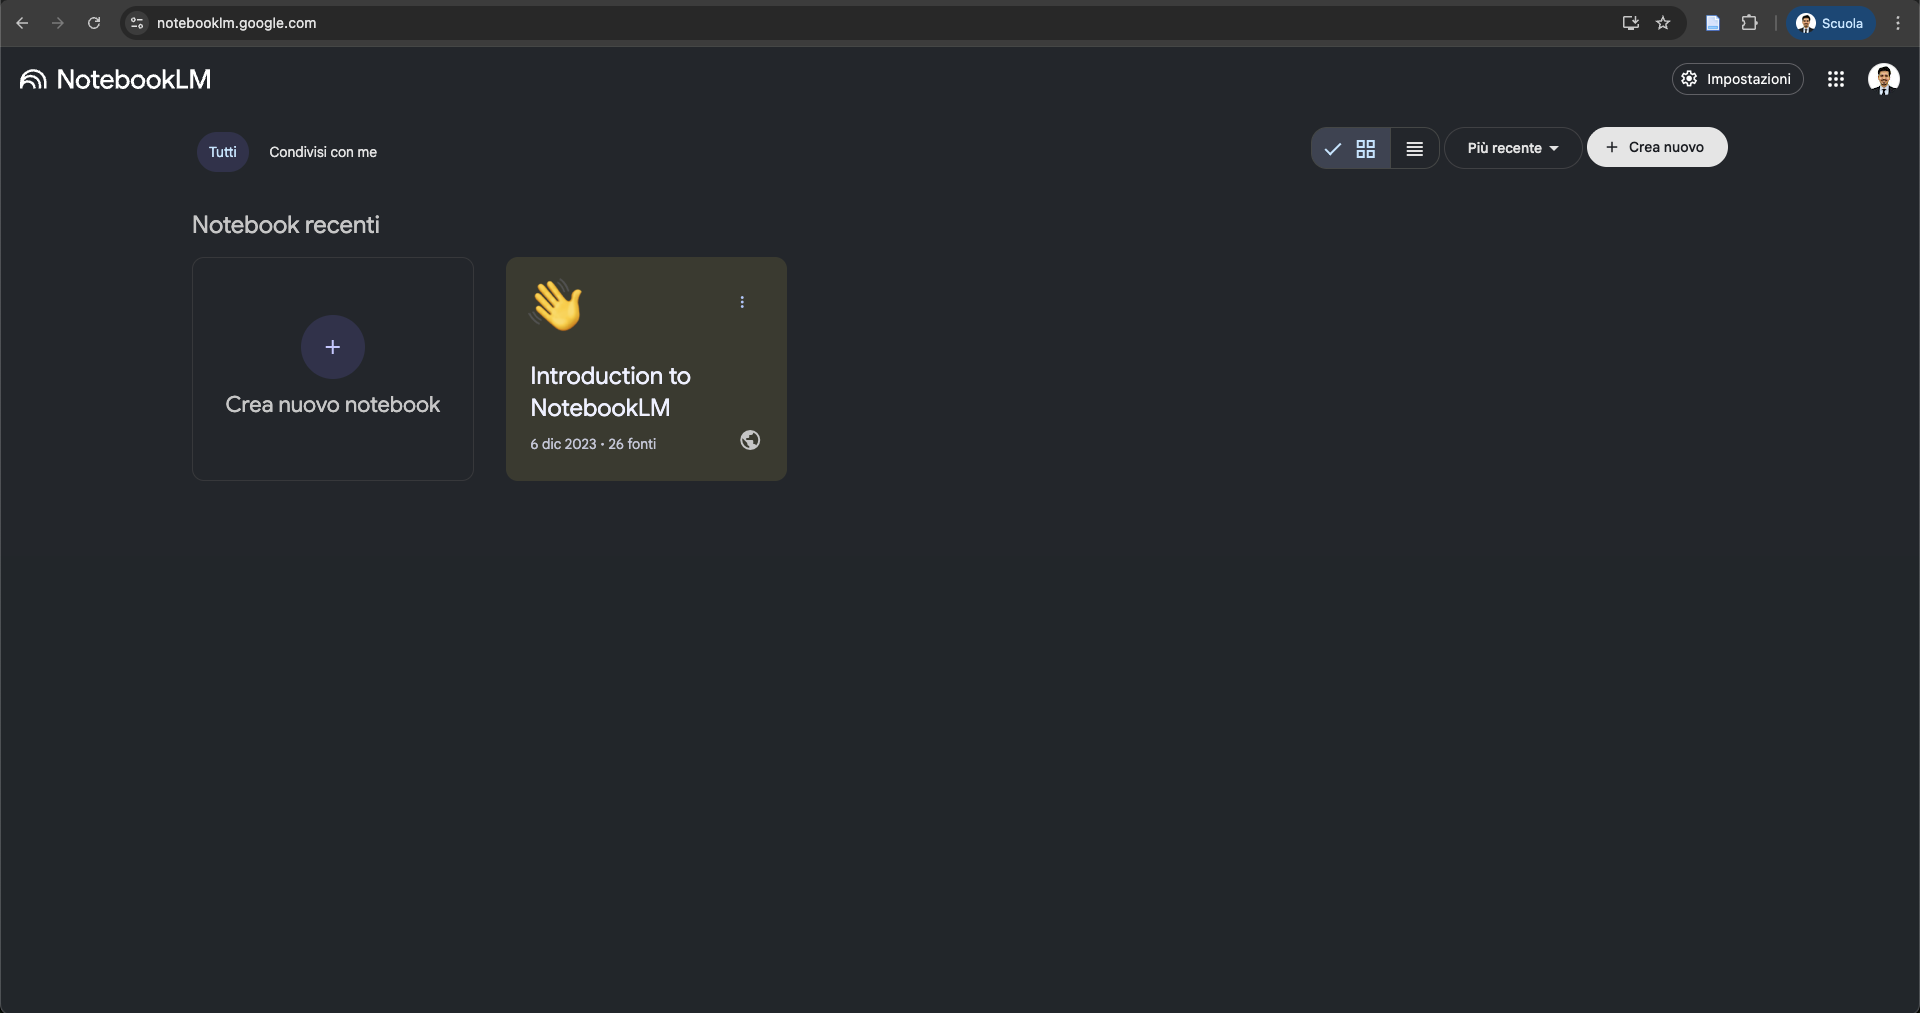 notebooklm.google.com
Scuola
NotebookLM
Impostazioni
Tutti
Condivisi con me
Più recente
+ Crea nuovo
Notebook recenti
+
Crea nuovo notebook
Introduction to
NotebookLM
6 dic 2023 • 26 fonti